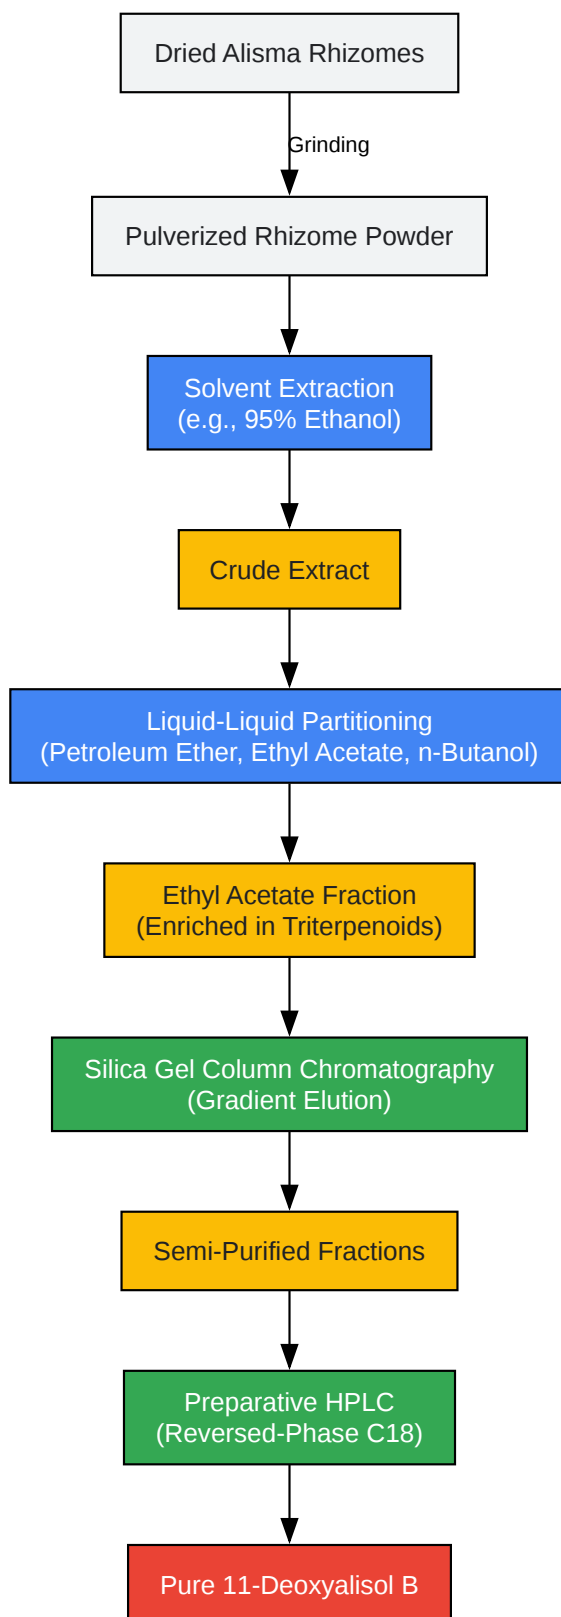 Dried Alisma Rhizomes
Grinding
Pulverized Rhizome Powder
Solvent Extraction
(e.g., 95% Ethanol)
Crude Extract
Liquid-Liquid Partitioning
(Petroleum Ether, Ethyl Acetate, n-Butanol)
Ethyl Acetate Fraction
(Enriched in Triterpenoids)
Silica Gel Column Chromatography
(Gradient Elution)
Semi-Purified Fractions
Preparative HPLC
(Reversed-Phase C18)
Pure 11-Deoxyalisol B